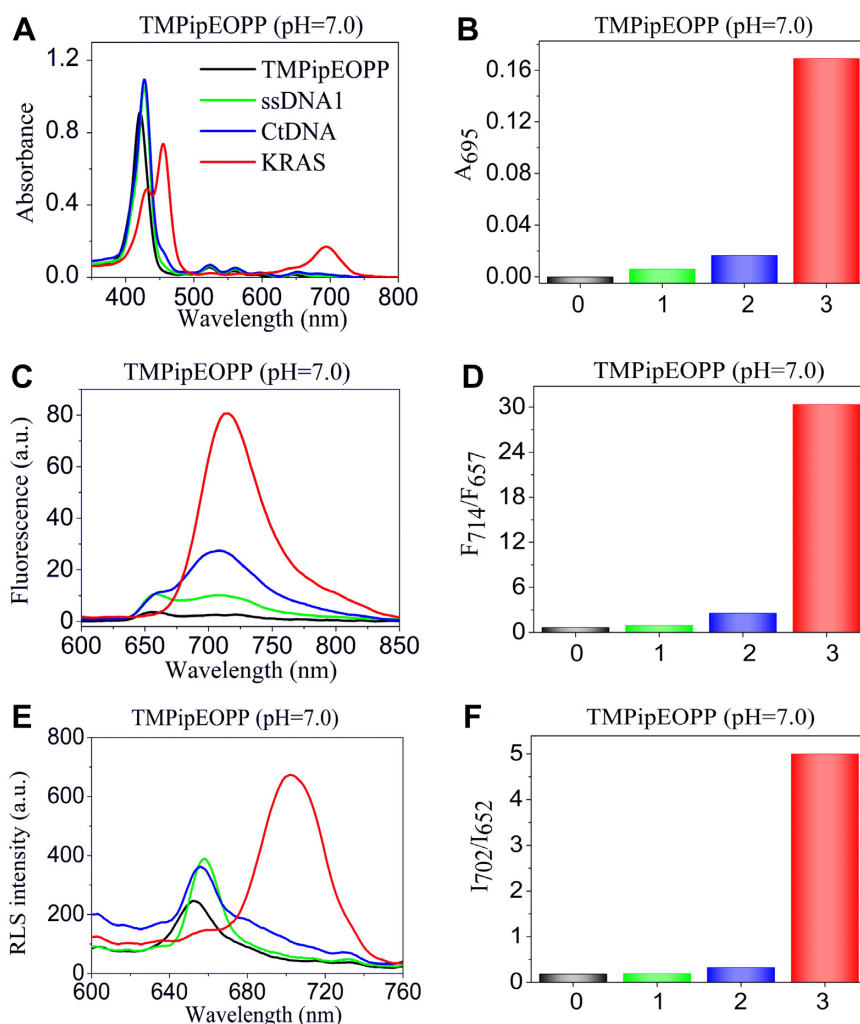 A
TMPipEOPP (pH=7.0)
Absorbance
1.2
0.8
0.4
0.0
TMPipEOPP
ssDNA1
CtDNA
KRAS
400 500 600 700 800
Wavelength (nm)
B
TMPipEOPP (pH=7.0)
A695
0.16
0.12
0.08
0.04
0.00
0 1 2 3
C
TMPipEOPP (pH=7.0)
Fluorescence (a.u.)
80
60
40
20
0
600 650 700 750 800 850
Wavelength (nm)
D
TMPipEOPP (pH=7.0)
F714/F657
30
24
18
12
6
0
0 1 2 3
E
TMPipEOPP (pH=7.0)
RLS intensity (a.u.)
800
600
400
200
0
600 640 680 720 760
Wavelength (nm)
F
TMPipEOPP (pH=7.0)
I702/I652
5
4
3
2
1
0
0 1 2 3